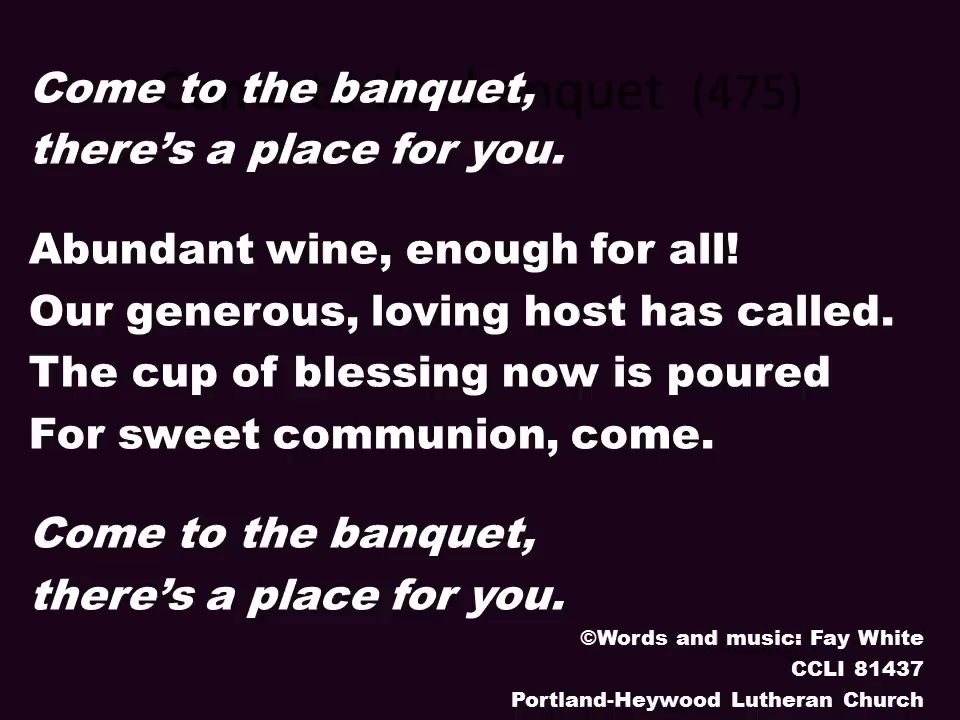 Come to the banquet,
there’s a place for you.
Abundant wine, enough for all!
Our generous, loving host has called.
The cup of blessing now is poured
For sweet communion, come.
Come to the banquet,
there’s a place for you.
©Words and music: Fay White
CCLI 81437
Portland-Heywood Lutheran Church